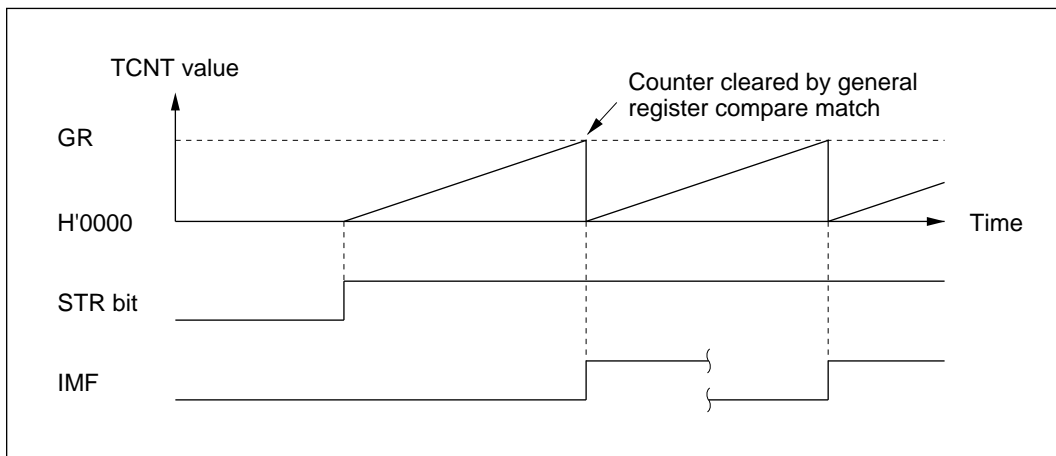 TCNT value
Counter cleared by general
register compare match
GR
H'0000
Time
STR bit
IMF